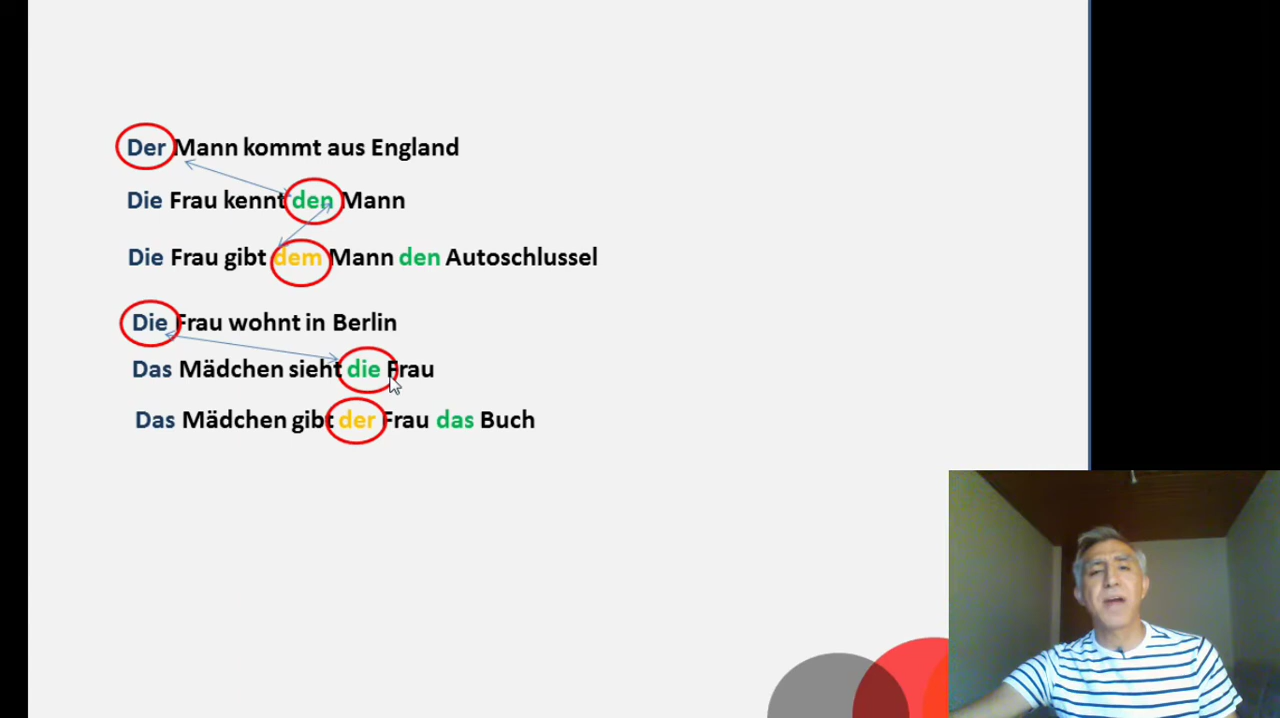 Der Mann kommt aus England
Die Frau kennt den Mann
Die Frau gibt dem Mann den Autoschlussel
Die Frau wohnt in Berlin
Das Mädchen sieht die Frau
Das Mädchen gibt der Frau das Buch